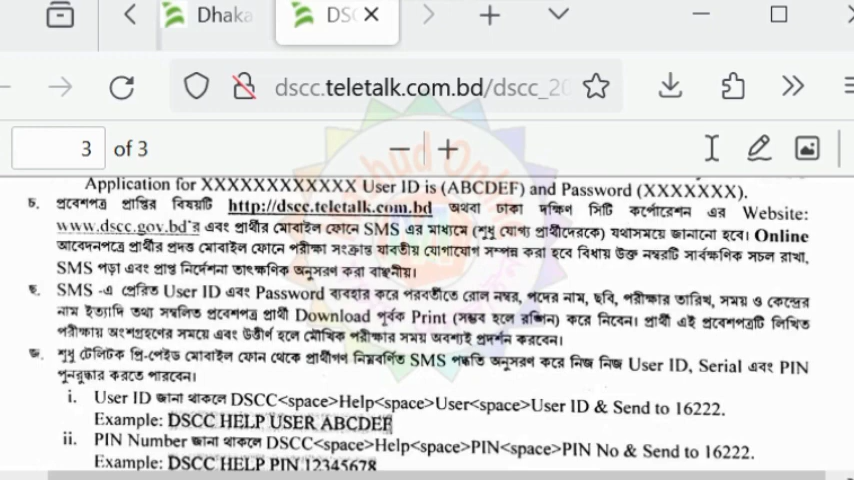 Dhaka
DSC
dscc.teletalk.com.bd/dscc_20
3 of 3
Application for XXXXXXXXXXXX User ID is (ABCDEF) and Password (XXXXXXX).
চ. প্রবেশপত্র প্রাপ্তির বিষয়টি http://dscc.teletalk.com.bd অথবা ঢাকা দক্ষিণ সিটি কর্পোরেশন এর Website:
www.dscc.gov.bd'র এবং প্রার্থীর মোবাইল ফোনে SMS এর মাধ্যমে (শুধু যোগ্য প্রার্থীদেরকে) যথাসময়ে জানানো হবে। Online
আবেদনপত্রে প্রার্থীর প্রদত্ত মোবাইল ফোনে পরীক্ষা সংক্রান্ত যাবতীয় যোগাযোগ সম্পন্ন করা হবে বিধায় উক্ত নম্বরটি সার্বক্ষণিক সচল রাখা,
SMS পড়া এবং প্রাপ্ত নির্দেশনা তাৎক্ষণিক অনুসরণ করা বাঞ্ছনীয়।
ছ. SMS -এ প্রেরিত User ID এবং Password ব্যবহার করে পরবর্তীতে রোল নম্বর, পদের নাম, ছবি, পরীক্ষার তারিখ, সময় ও কেন্দ্রের
নাম ইত্যাদি তথ্য সম্বলিত প্রবেশপত্র প্রার্থী Download পূর্বক Print (সম্ভব হলে রঙ্গিন) করে নিবেন। প্রার্থী এই প্রবেশপত্রটি লিখিত
পরীক্ষায় অংশগ্রহণের সময়ে এবং উত্তীর্ণ হলে মৌখিক পরীক্ষার সময় অবশ্যই প্রদর্শন করবেন।
জ. শুধু টেলিটক প্রি-পেইড মোবাইল ফোন থেকে প্রার্থীগণ নিম্নবর্ণিত SMS পদ্ধতি অনুসরণ করে নিজ নিজ User ID, Serial এবং PIN
পুনরুদ্ধার করতে পারবেন।
i. User ID জানা থাকলে DSCC<space>Help<space>User<space>User ID & Send to 16222.
Example: DSCC HELP USER ABCDEF
ii. PIN Number জানা থাকলে DSCC<space>Help<space>PIN<space>PIN No & Send to 16222.
Example: DSCC HELP PIN 12345678